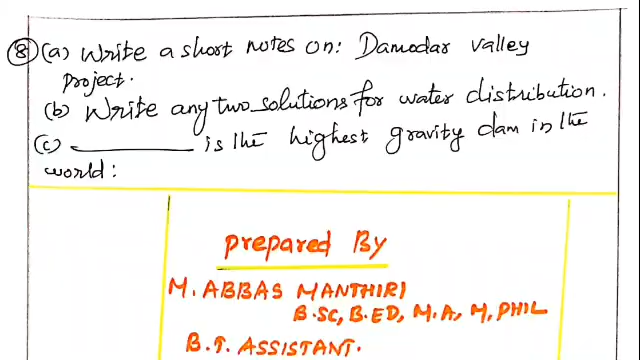 8 (a) Write a short notes on: Damodar valley
project.
(b) Write any two solutions for water distribution.
(c) __________ is the highest gravity dam in the
world:
prepared By
M. ABBAS MANTHIRI
B.SC, B.ED, M.A, M.PHIL
B.T. ASSISTANT.